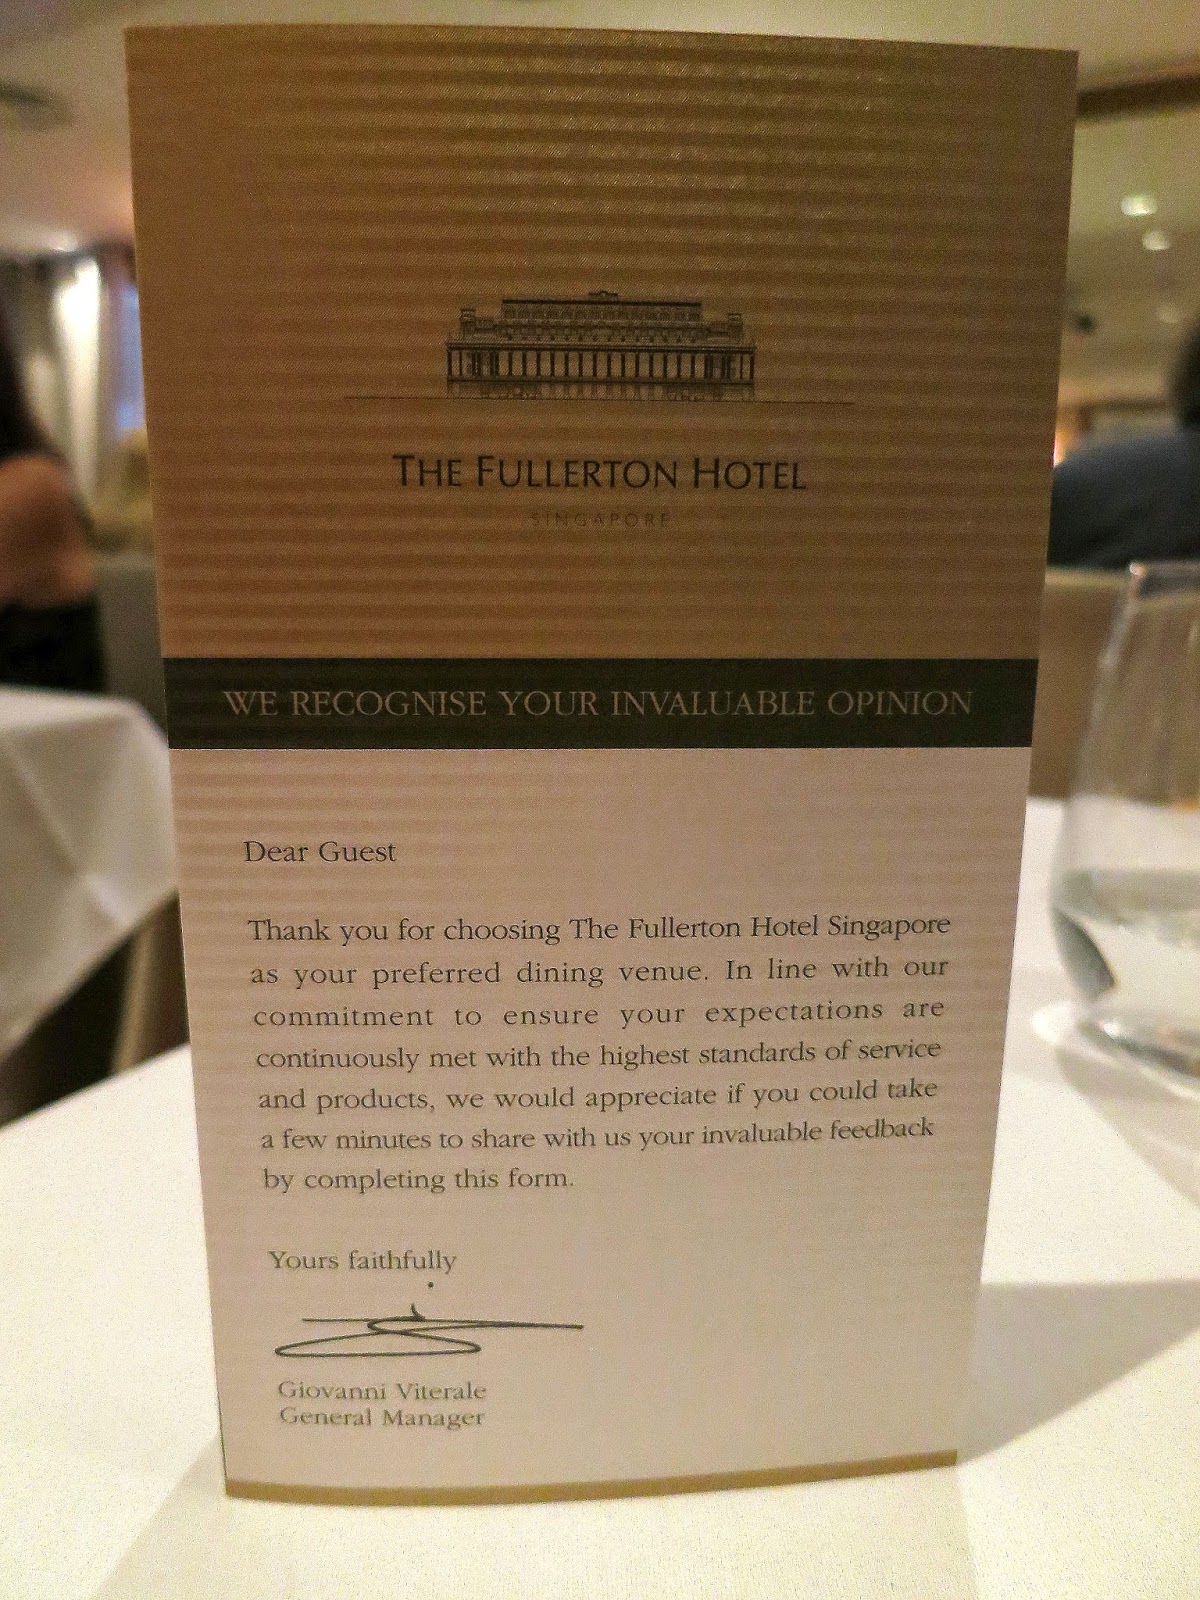 THE FULLERTON HOTEL
SINGAPORE
WE RECOGNISE YOUR INVALUABLE OPINION
Dear Guest
Thank you for choosing The Fullerton Hotel Singapore
as your preferred dining venue. In line with our
commitment to ensure your expectations are
continuously met with the highest standards of service
and products, we would appreciate if you could take
a few minutes to share with us your invaluable feedback
by completing this form.
Yours faithfully
Giovanni Viterale
General Manager